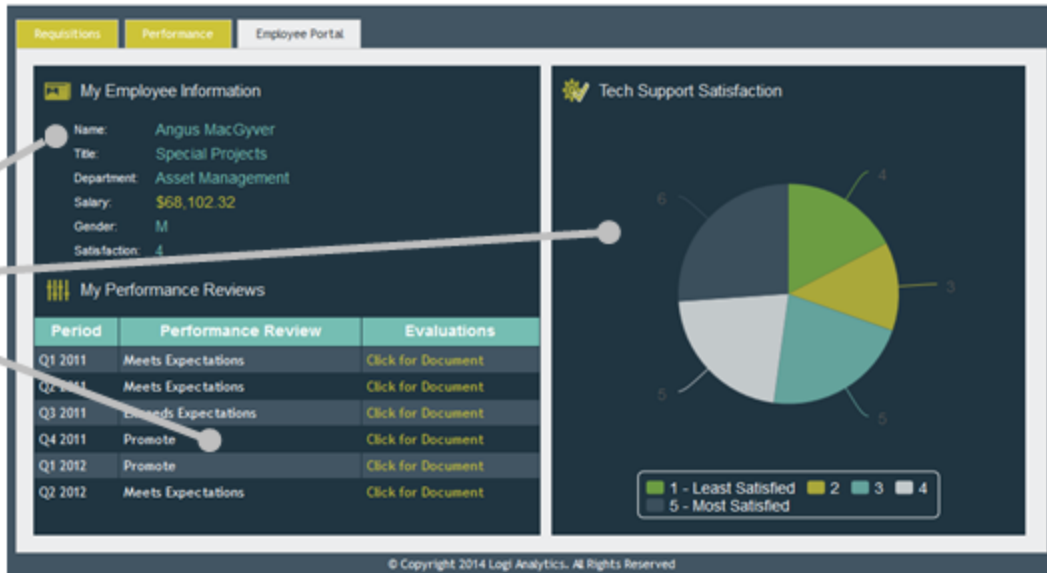 Requisitions Performance Employee Portal
My Employee Information
Name: Angus MacGyver
Title: Special Projects
Department: Asset Management
Salary: $68,102.32
Gender: M
Satisfaction: 4
My Performance Reviews
Period Performance Review Evaluations
Q1 2011 Meets Expectations Click for Document
Q2 2011 Meets Expectations Click for Document
Q3 2011 Exceeds Expectations Click for Document
Q4 2011 Promote Click for Document
Q1 2012 Promote Click for Document
Q2 2012 Meets Expectations Click for Document
Tech Support Satisfaction
4
6
3
5
5
1 - Least Satisfied 2 3 4
5 - Most Satisfied
© Copyright 2014 Logi Analytics. All Rights Reserved